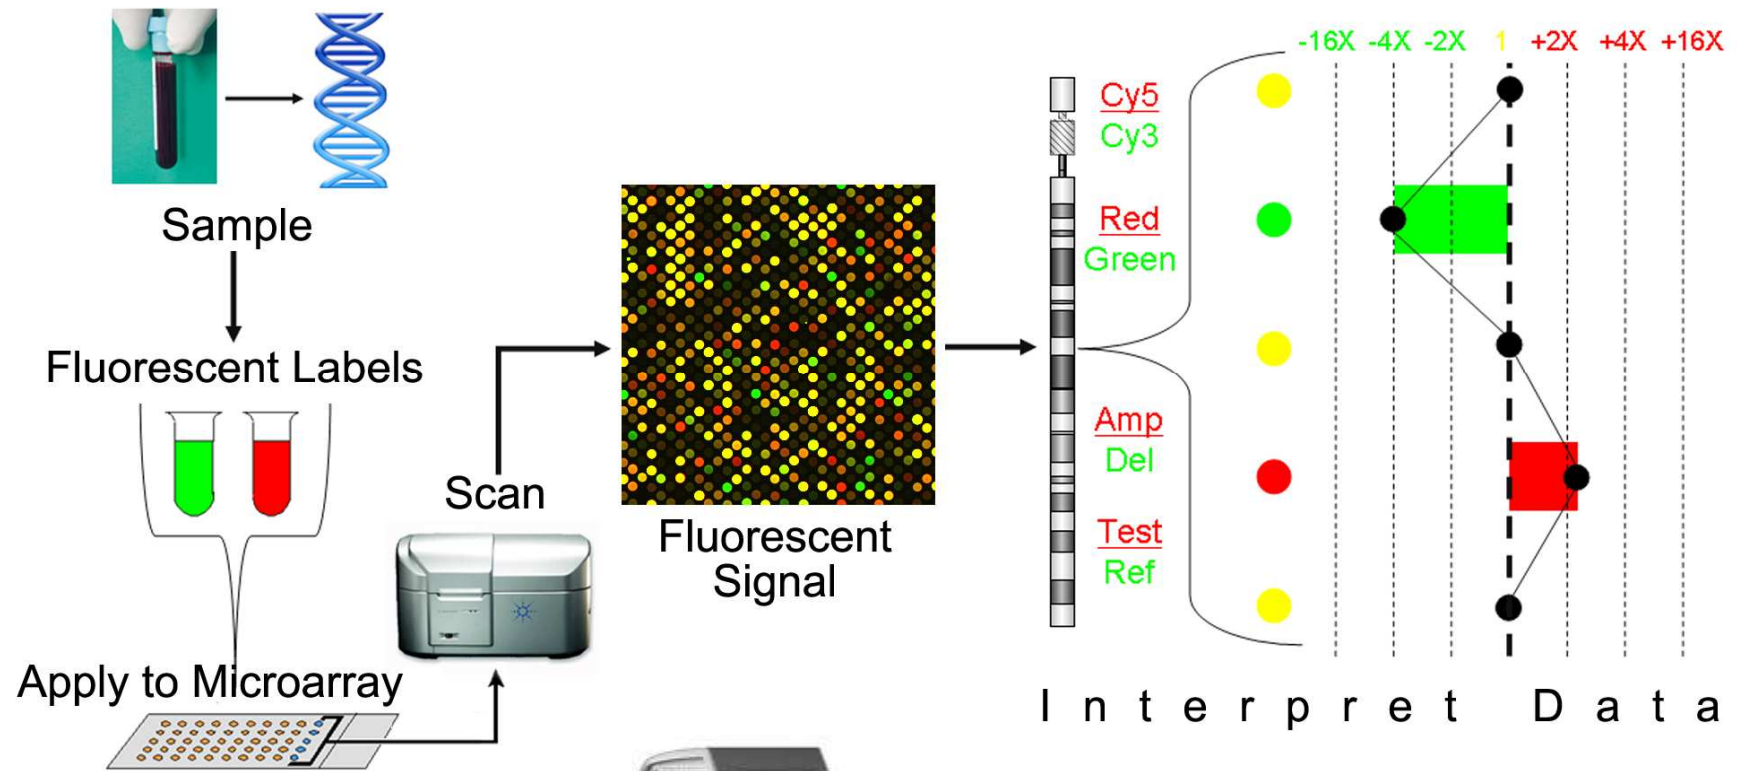 Sample
Fluorescent Labels
Apply to Microarray
Scan
Fluorescent
Signal
Cy5
Cy3
Red
Green
Amp
Del
Test
Ref
-16X -4X -2X 1 +2X +4X +16X
Interpret Data